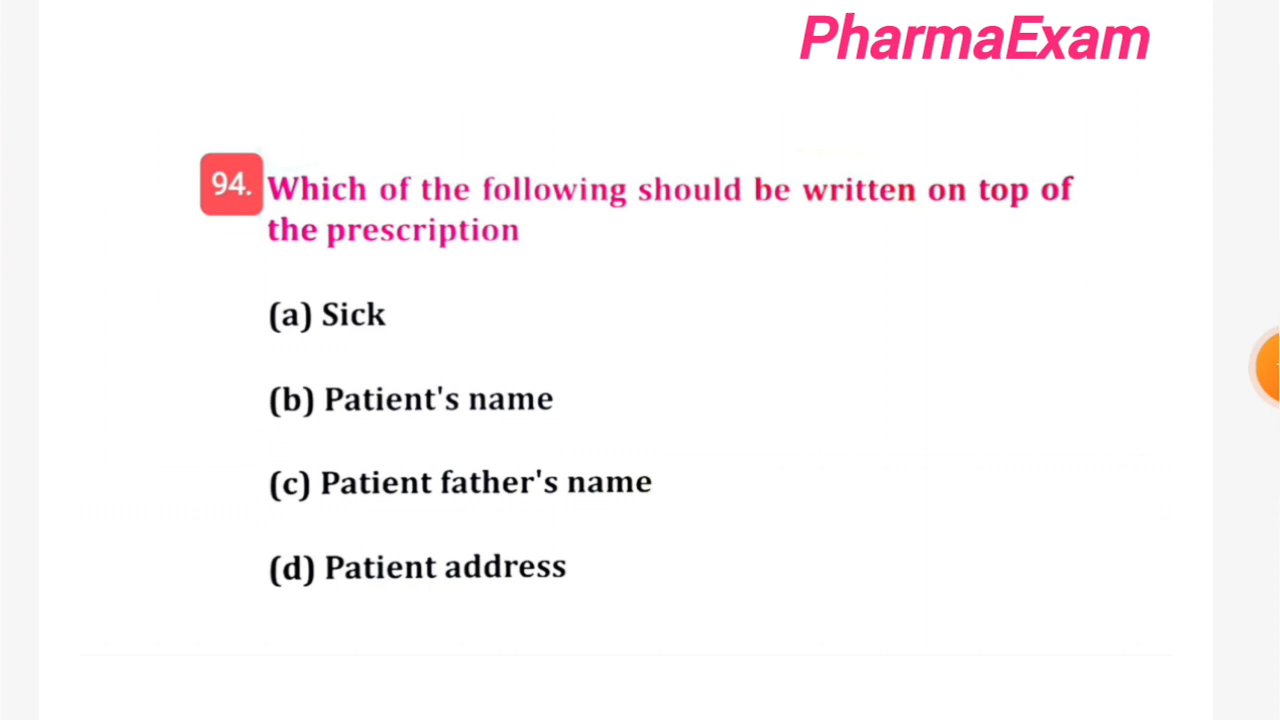 PharmaExam
94. Which of the following should be written on top of
the prescription
(a) Sick
(b) Patient's name
(c) Patient father's name
(d) Patient address